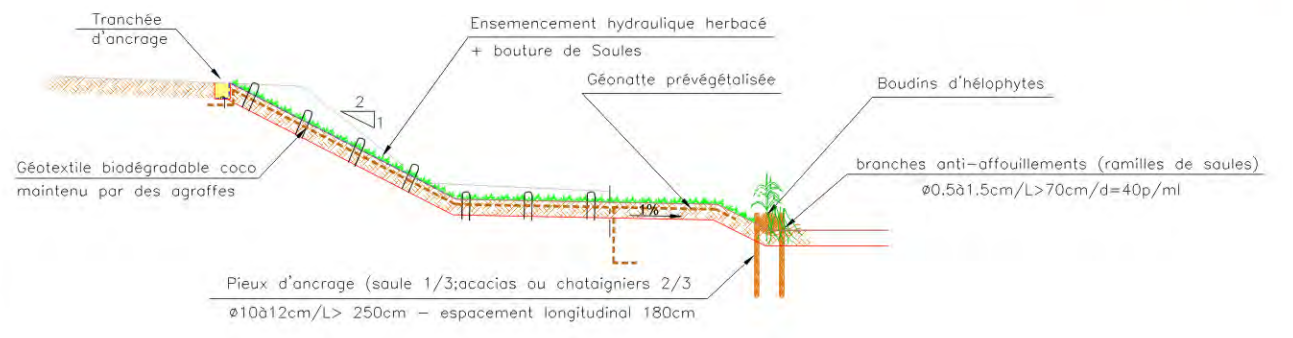 Tranchée
d'ancrage
Ensemencement hydraulique herbacé
+ bouture de Saules
Géonatte prévégétalisée
Boudins d'hélophytes
2
1
Géotextile biodégradable coco
maintenu par des agraffes
branches anti-affouillements (ramilles de saules)
ø0.5à1.5cm/L>70cm/d=40p/ml
1%
Pieux d'ancrage (saule 1/3;acacias ou chataigniers 2/3
ø10à12cm/L> 250cm – espacement longitudinal 180cm